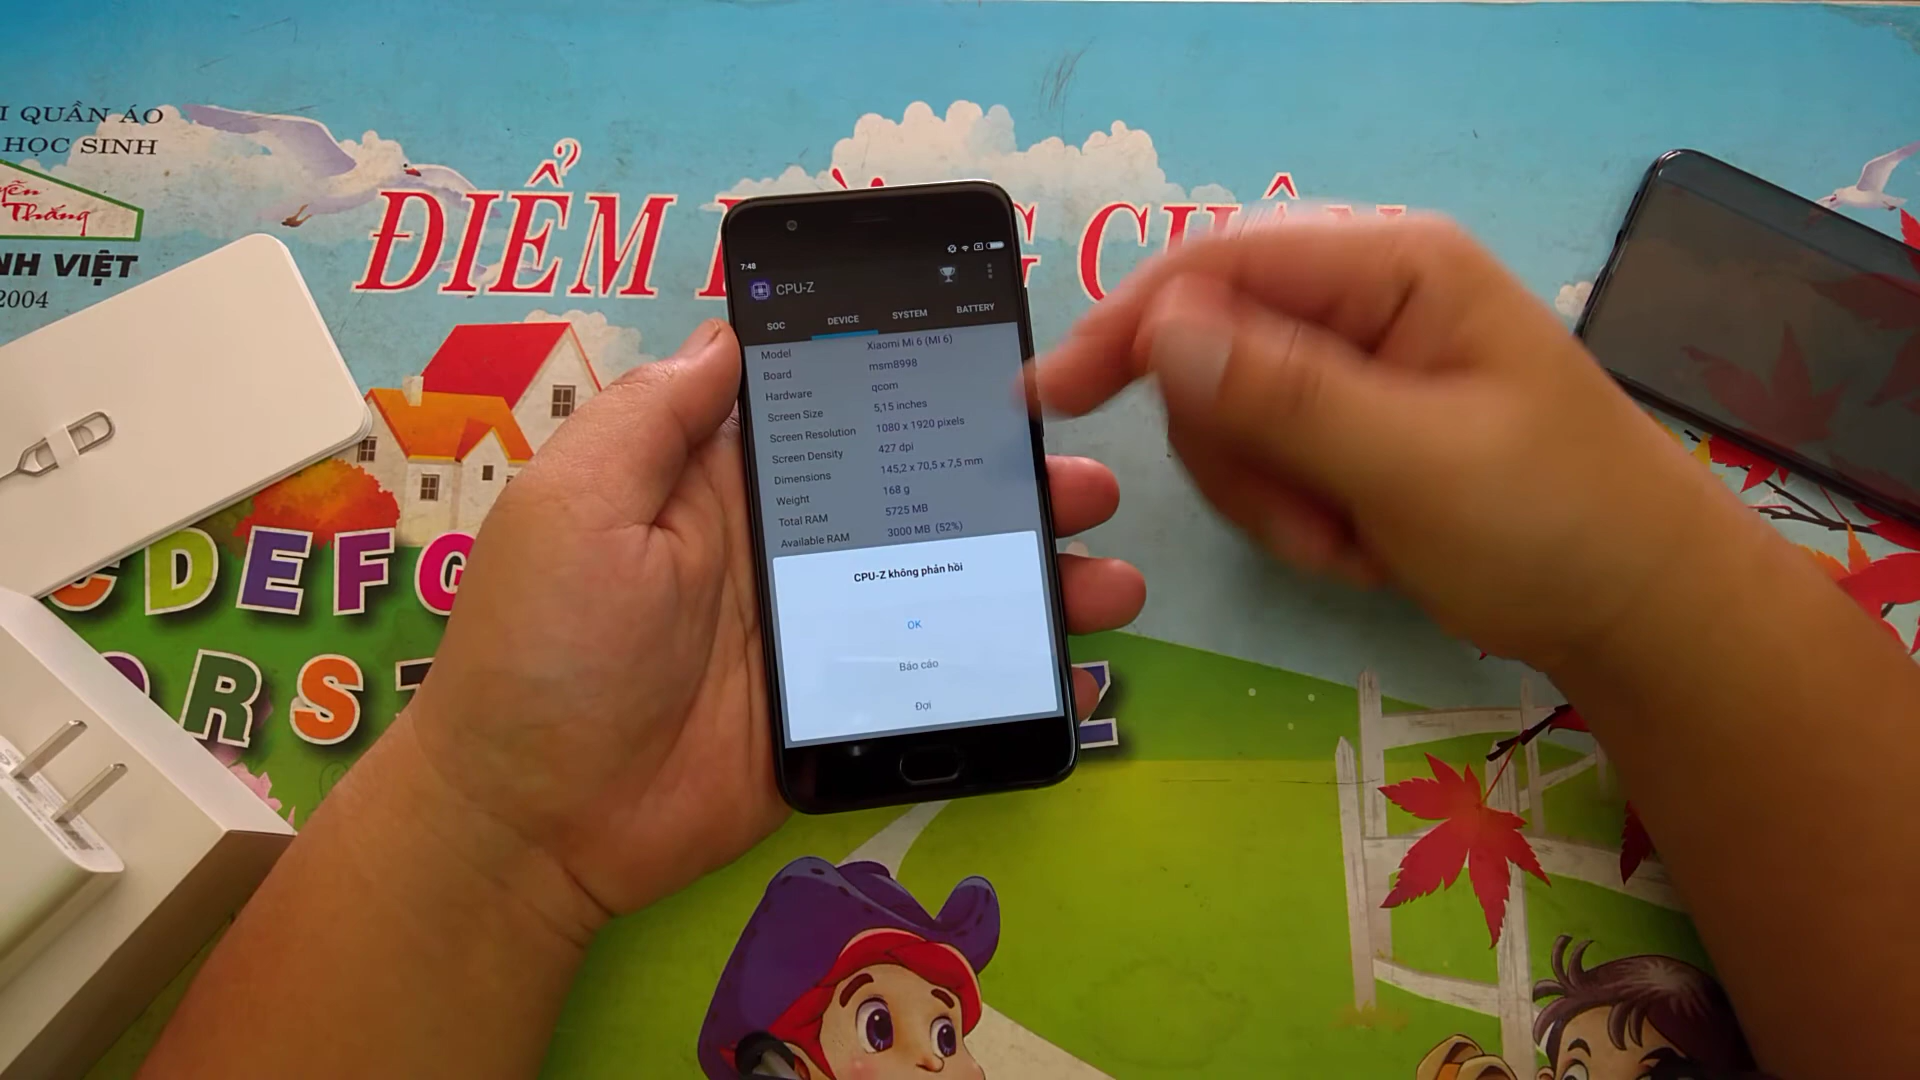 I QUẦN ÁO
HỌC SINH
Thắng
NH VIỆT
2004
ĐIỂM
G
7:48
CPU-Z
SOC DEVICE SYSTEM BATTERY
Model Xiaomi Mi 6 (MI 6)
Board msm8998
Hardware qcom
Screen Size 5,15 inches
Screen Resolution 1080 x 1920 pixels
Screen Density 427 dpi
Dimensions 145,2 x 70,5 x 7,5 mm
Weight 168 g
Total RAM 5725 MB
Available RAM 3000 MB (52%)
CPU-Z không phản hồi
OK
Báo cáo
Đợi
C D E F G
R S Z